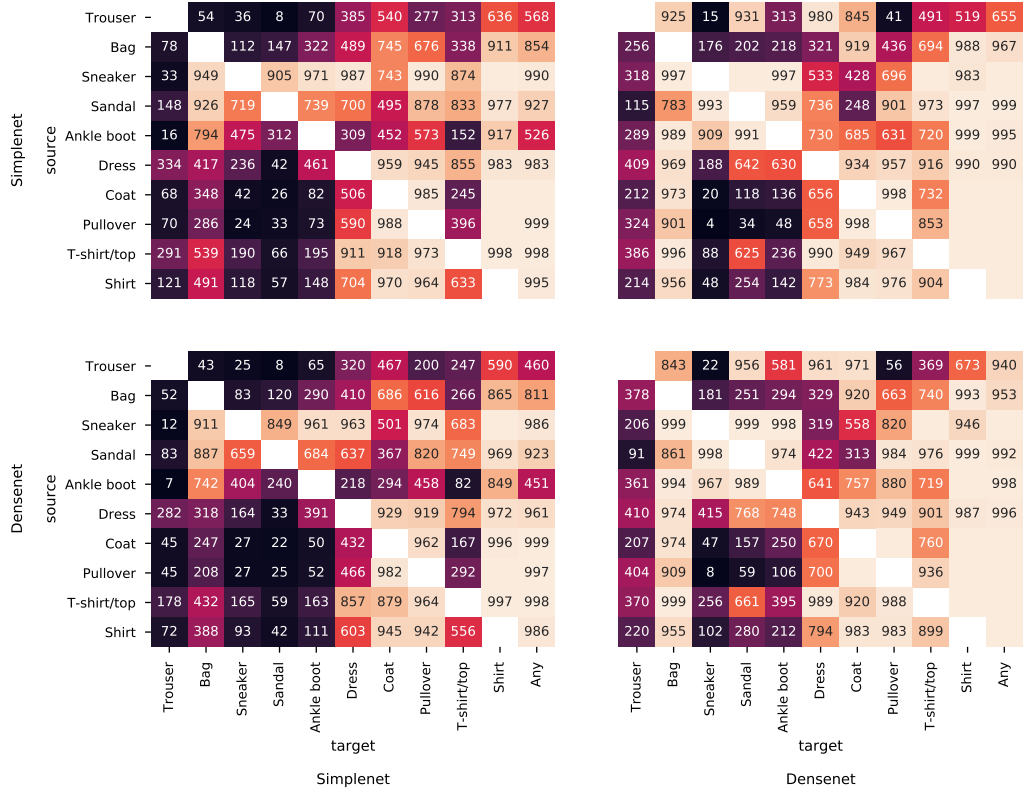 Trouser 54 36 8 70 385 540 277 313 636 568 925 15 931 313 980 845 41 491 519 655
Bag 78 112 147 322 489 745 676 338 911 854 256 176 202 218 321 919 436 694 988 967
Sneaker 33 949 905 971 987 743 990 874 990 318 997 997 533 428 696 983
Sandal 148 926 719 739 700 495 878 833 977 927 115 783 993 959 736 248 901 973 997 999
Ankle boot 16 794 475 312 309 452 573 152 917 526 289 989 909 991 730 685 631 720 999 995
Dress 334 417 236 42 461 959 945 855 983 983 409 969 188 642 630 934 957 916 990 990
Coat 68 348 42 26 82 506 985 245 212 973 20 118 136 656 998 732
Pullover 70 286 24 33 73 590 988 396 999 324 901 4 34 48 658 998 853
T-shirt/top 291 539 190 66 195 911 918 973 998 998 386 996 88 625 236 990 949 967
Shirt 121 491 118 57 148 704 970 964 633 995 214 956 48 254 142 773 984 976 904
Simplenet
source
Trouser 43 25 8 65 320 467 200 247 590 460 843 22 956 581 961 971 56 369 673 940
Bag 52 83 120 290 410 686 616 266 865 811 378 181 251 294 329 920 663 740 993 953
Sneaker 12 911 849 961 963 501 974 683 986 206 999 999 998 319 558 820 946
Sandal 83 887 659 684 637 367 820 749 969 923 91 861 998 974 422 313 984 976 999 992
Ankle boot 7 742 404 240 218 294 458 82 849 451 361 994 967 989 641 757 880 719 998
Dress 282 318 164 33 391 929 919 794 972 961 410 974 415 768 748 943 949 901 987 996
Coat 45 247 27 22 50 432 962 167 996 999 207 974 47 157 250 670 760
Pullover 45 208 27 25 52 466 982 292 997 404 909 8 59 106 700 936
T-shirt/top 178 432 165 59 163 857 879 964 997 998 370 999 256 661 395 989 920 988
Shirt 72 388 93 42 111 603 945 942 556 986 220 955 102 280 212 794 983 983 899
Densenet
source
Trouser Bag Sneaker Sandal Ankle boot Dress Coat Pullover T-shirt/top Shirt Any Trouser Bag Sneaker Sandal Ankle boot Dress Coat Pullover T-shirt/top Shirt Any
target target
Simplenet Densenet